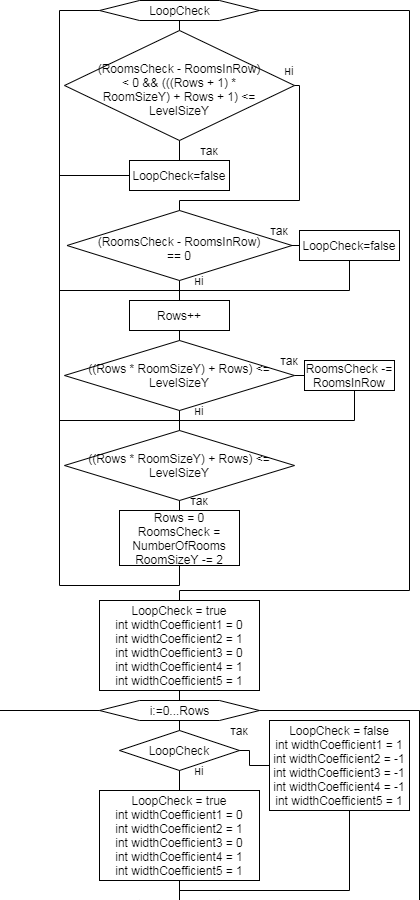 LoopCheck
(RoomsCheck - RoomsInRow)
< 0 && (((Rows + 1) *
RoomSizeY) + Rows + 1) <=
LevelSizeY
ні
так
LoopCheck=false
(RoomsCheck - RoomsInRow)
== 0
так
LoopCheck=false
ні
Rows++
((Rows * RoomSizeY) + Rows) <=
LevelSizeY
так
RoomsCheck -=
RoomsInRow
ні
((Rows * RoomSizeY) + Rows) <=
LevelSizeY
так
Rows = 0
RoomsCheck =
NumberOfRooms
RoomSizeY -= 2
LoopCheck = true
int widthCoefficient1 = 0
int widthCoefficient2 = 1
int widthCoefficient3 = 0
int widthCoefficient4 = 1
int widthCoefficient5 = 1
i:=0...Rows
LoopCheck
так
LoopCheck = false
int widthCoefficient1 = 1
int widthCoefficient2 = -1
int widthCoefficient3 = -1
int widthCoefficient4 = -1
int widthCoefficient5 = 1
ні
LoopCheck = true
int widthCoefficient1 = 0
int widthCoefficient2 = 1
int widthCoefficient3 = 0
int widthCoefficient4 = 1
int widthCoefficient5 = 1